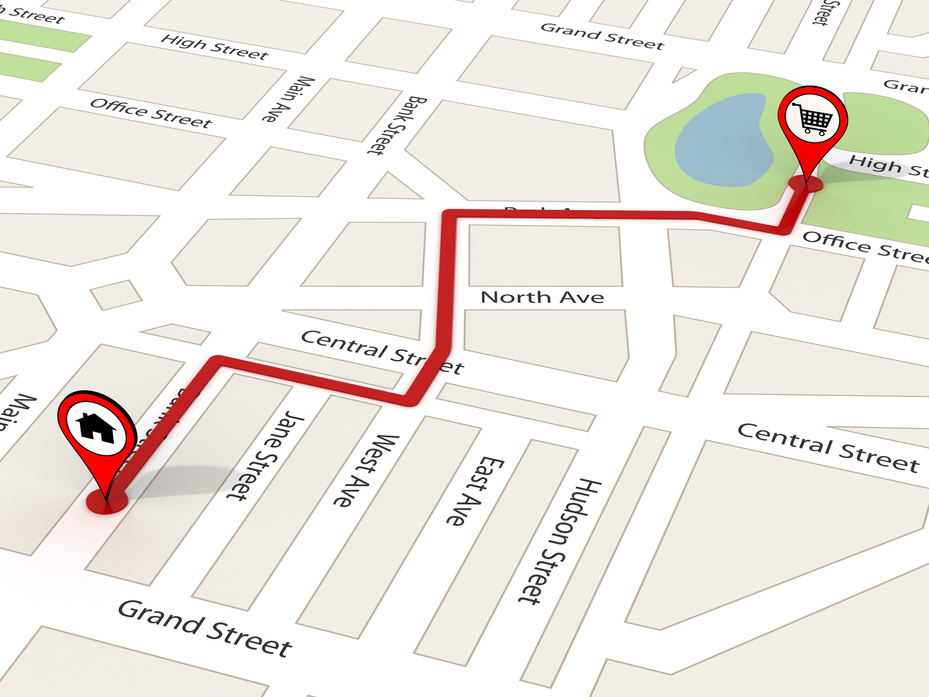 h Street
High Street
Grand Street
Street
Main Ave
Office Street
Bank Street
Gran
High St
Office Stree
North Ave
Central Street
Main
Jane Street
West Ave
East Ave
Hudson Street
Central Street
Grand Street